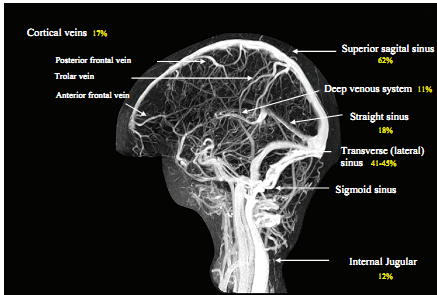 Cortical veins 17%
Posterior frontal vein
Trolar vein
Anterior frontal vein
Superior sagital sinus
62%
Deep venous system 11%
Straight sinus
18%
Transverse (lateral)
sinus 41-45%
Sigmoid sinus
Internal Jugular
12%